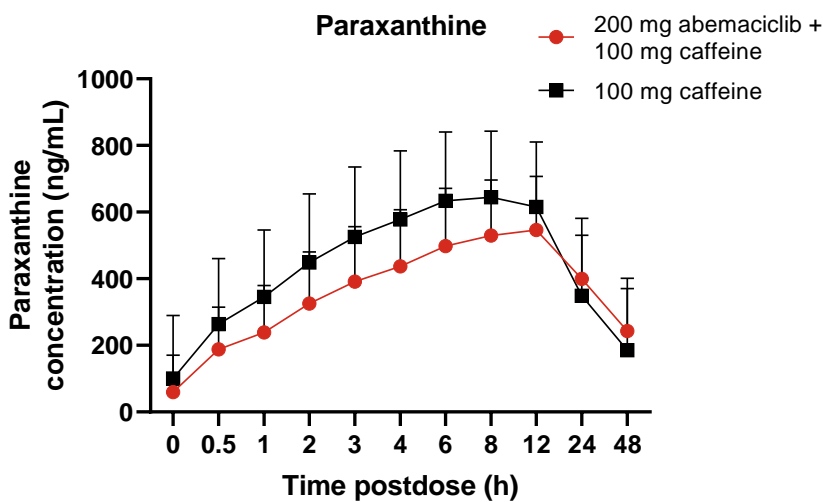 Paraxanthine
200 mg abemaciclib +
100 mg caffeine
100 mg caffeine
Paraxanthine
concentration (ng/mL)
1000
800
600
400
200
0
0 0.5 1 2 3 4 6 8 12 24 48
Time postdose (h)